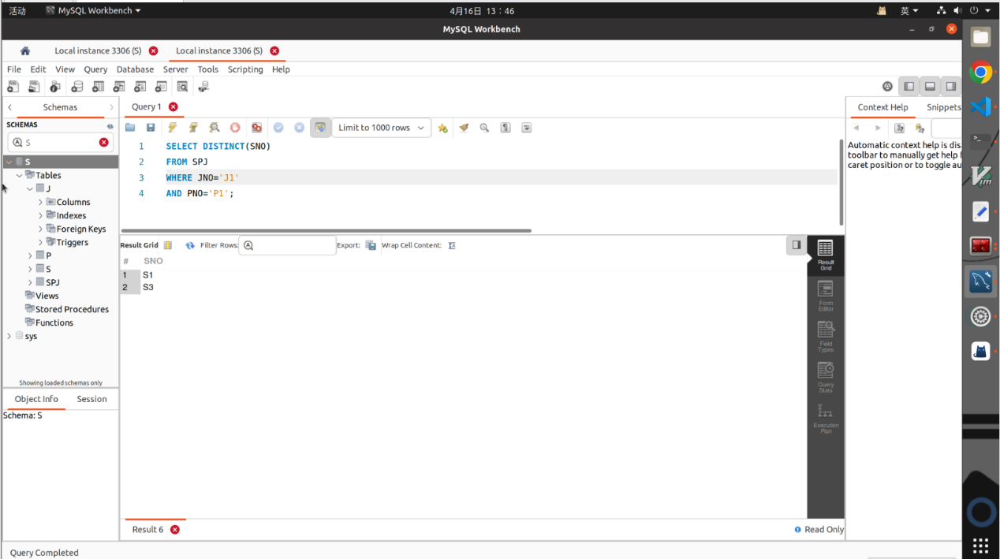 活动 MySQL Workbench 4月16日 13：46 英
MySQL Workbench
Local instance 3306 (S) Local instance 3306 (S)
File Edit View Query Database Server Tools Scripting Help
Schemas Query 1 Context Help Snippets
SCHEMAS
S
Limit to 1000 rows
Automatic context help is dis
toolbar to manually get help
caret position or to toggle au
1 SELECT DISTINCT(SNO)
2 FROM SPJ
3 WHERE JNO='J1'
4 AND PNO='P1';
S
Tables
J
Columns
Indexes
Foreign Keys
Triggers
P
S
SPJ
Views
Stored Procedures
Functions
sys
Showing loaded schemas only
Object Info Session
Schema: S
Result Grid Filter Rows: Export: Wrap Cell Content:
# SNO
1 S1
2 S3
Result
Grid
Form
Editor
Field
Types
Query
Stats
Execution
Plan
Result 6 Read Only
Query Completed